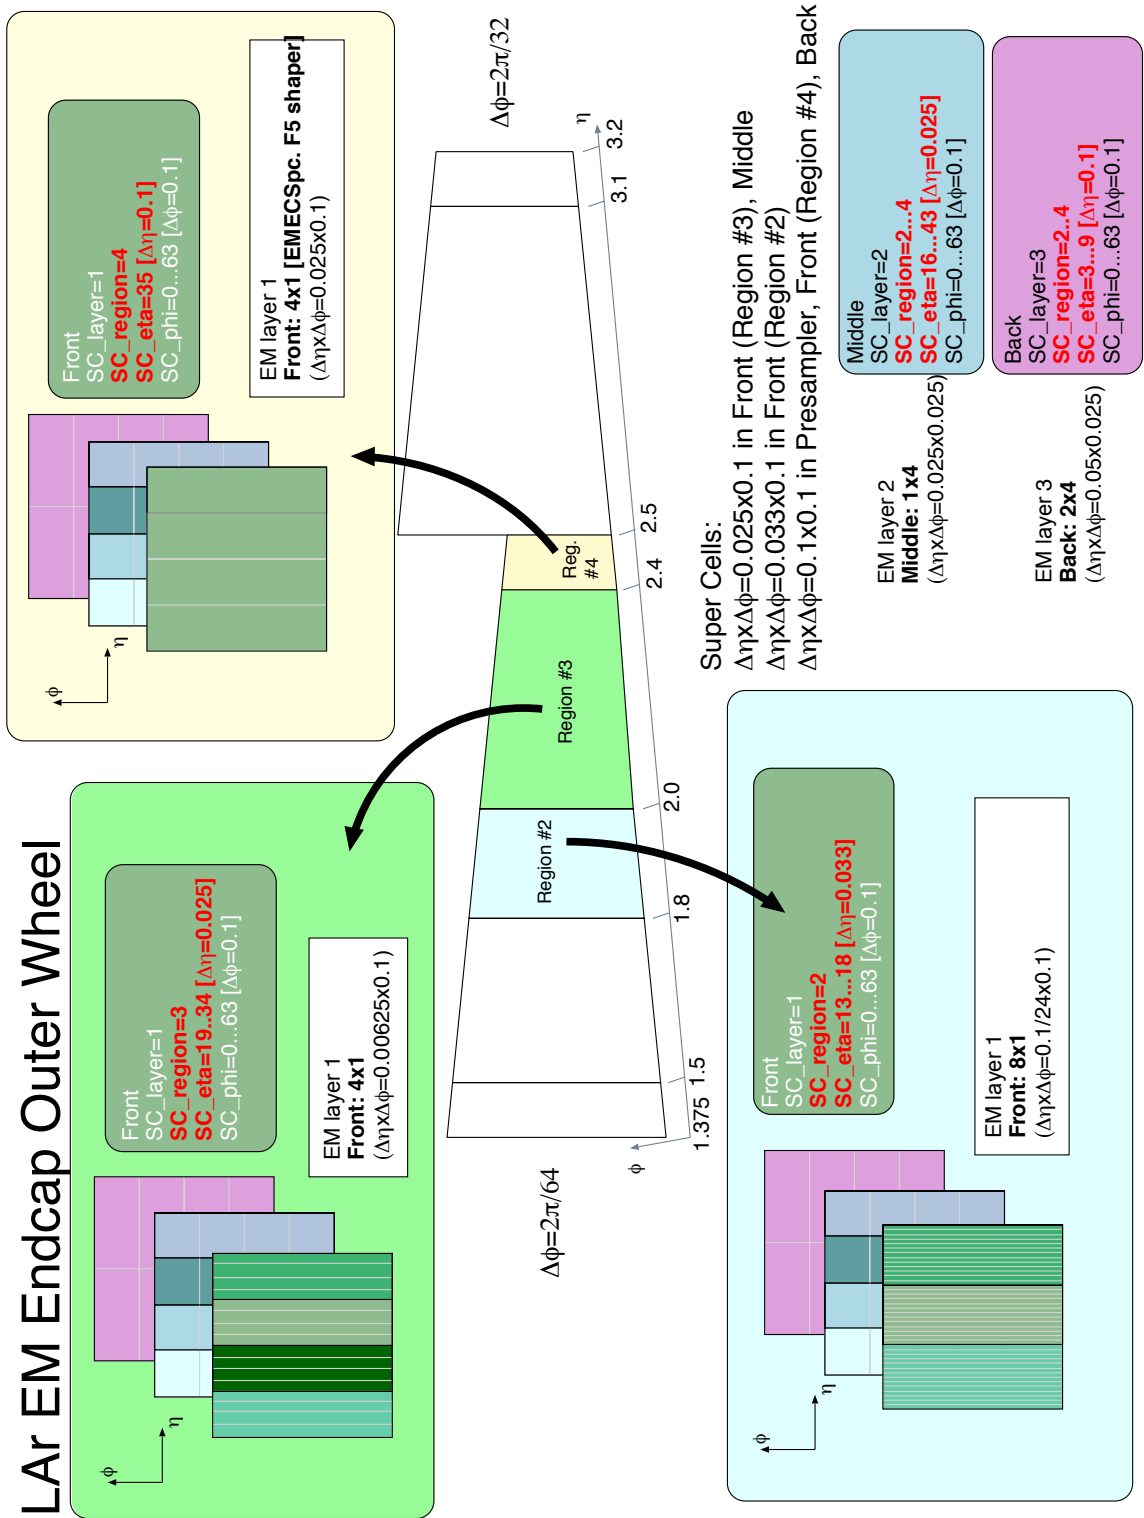 LAr EM Endcap Outer Wheel
Front
SC_layer=1
SC_region=3
SC_eta=19..34 [Δη=0.025]
SC_phi=0...63 [Δφ=0.1]
EM layer 1
Front: 4x1
(ΔηxΔφ=0.00625x0.1)
φ
η
Front
SC_layer=1
SC_region=4
SC_eta=35 [Δη=0.1]
SC_phi=0...63 [Δφ=0.1]
EM layer 1
Front: 4x1 [EMECSpc. F5 shaper]
(ΔηxΔφ=0.025x0.1)
φ
η
Δφ=2π/64
Δφ=2π/32
Region #2
Region #3
Reg.
#4
φ
η
1.375
1.5
1.8
2.0
2.4
2.5
3.1
3.2
Super Cells:
ΔηxΔφ=0.025x0.1 in Front (Region #3), Middle
ΔηxΔφ=0.033x0.1 in Front (Region #2)
ΔηxΔφ=0.1x0.1 in Presampler, Front (Region #4), Back
Front
SC_layer=1
SC_region=2
SC_eta=13...18 [Δη=0.033]
SC_phi=0...63 [Δφ=0.1]
EM layer 1
Front: 8x1
(ΔηxΔφ=0.1/24x0.1)
φ
η
EM layer 2
Middle: 1x4
(ΔηxΔφ=0.025x0.025)
Middle
SC_layer=2
SC_region=2...4
SC_eta=16...43 [Δη=0.025]
SC_phi=0...63 [Δφ=0.1]
EM layer 3
Back: 2x4
(ΔηxΔφ=0.05x0.025)
Back
SC_layer=3
SC_region=2..4
SC_eta=3...9 [Δη=0.1]
SC_phi=0...63 [Δφ=0.1]